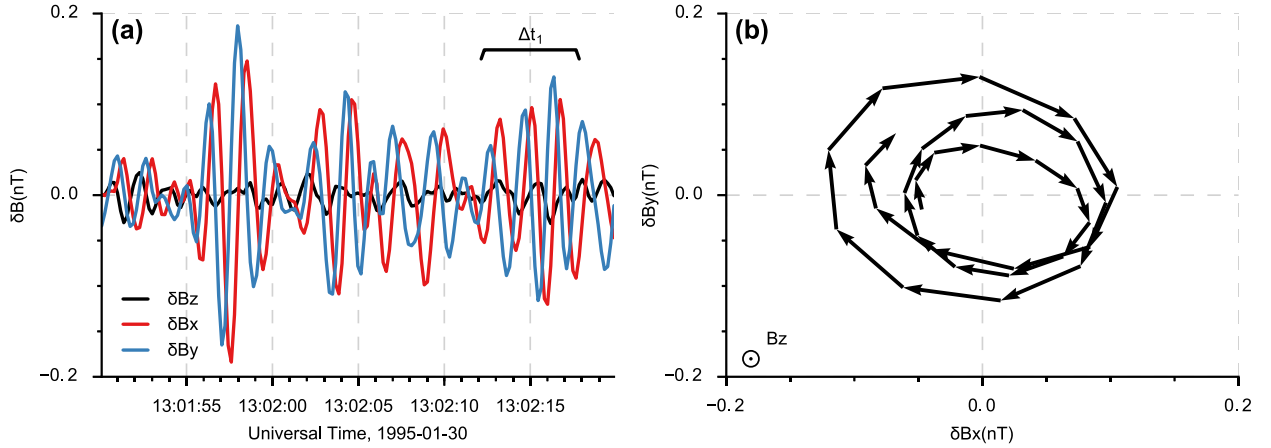 (a)
Δt1
0.2
0.0
−0.2
δB(nT)
δBz
δBx
δBy
13:01:55 13:02:00 13:02:05 13:02:10 13:02:15
Universal Time, 1995-01-30
(b)
0.2
0.0
−0.2
δBy(nT)
Bz
−0.2 0.0 0.2
δBx(nT)